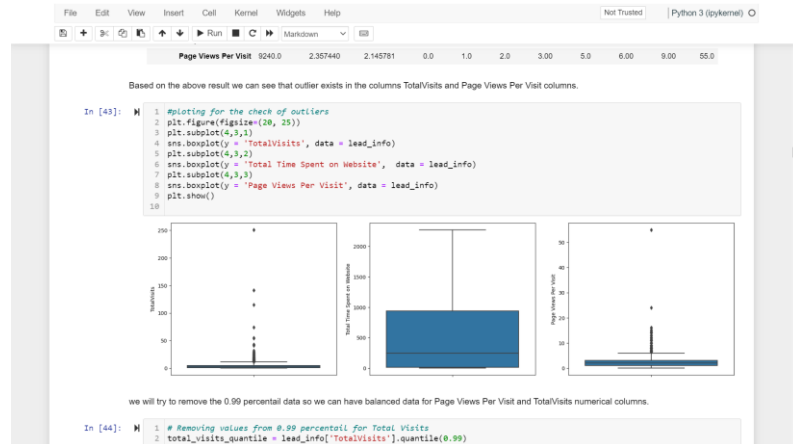 File Edit View Insert Cell Kernel Widgets Help Not Trusted Python 3 (ipykernel)
Run Markdown
Page Views Per Visit 9240.0 2.357440 2.145781 0.0 1.0 2.0 3.00 5.0 6.00 9.00 55.0
Based on the above result we can see that outlier exists in the columns TotalVisits and Page Views Per Visit columns.
In [43]:
1 #ploting for the check of outliers
2 plt.figure(figsize=(20, 25))
3 plt.subplot(4,3,1)
4 sns.boxplot(y = 'TotalVisits', data = lead_info)
5 plt.subplot(4,3,2)
6 sns.boxplot(y = 'Total Time Spent on Website', data = lead_info)
7 plt.subplot(4,3,3)
8 sns.boxplot(y = 'Page Views Per Visit', data = lead_info)
9 plt.show()
10
TotalVisits
250
200
150
100
50
0
Total Time Spent on Website
2000
1500
1000
500
0
Page Views Per Visit
50
40
30
20
10
0
we will try to remove the 0.99 percentail data so we can have balanced data for Page Views Per Visit and TotalVisits numerical columns.
In [44]:
1 # Removing values from 0.99 percentail for Total Visits
2 total_visits_quantile = lead_info['TotalVisits'].quantile(0.99)